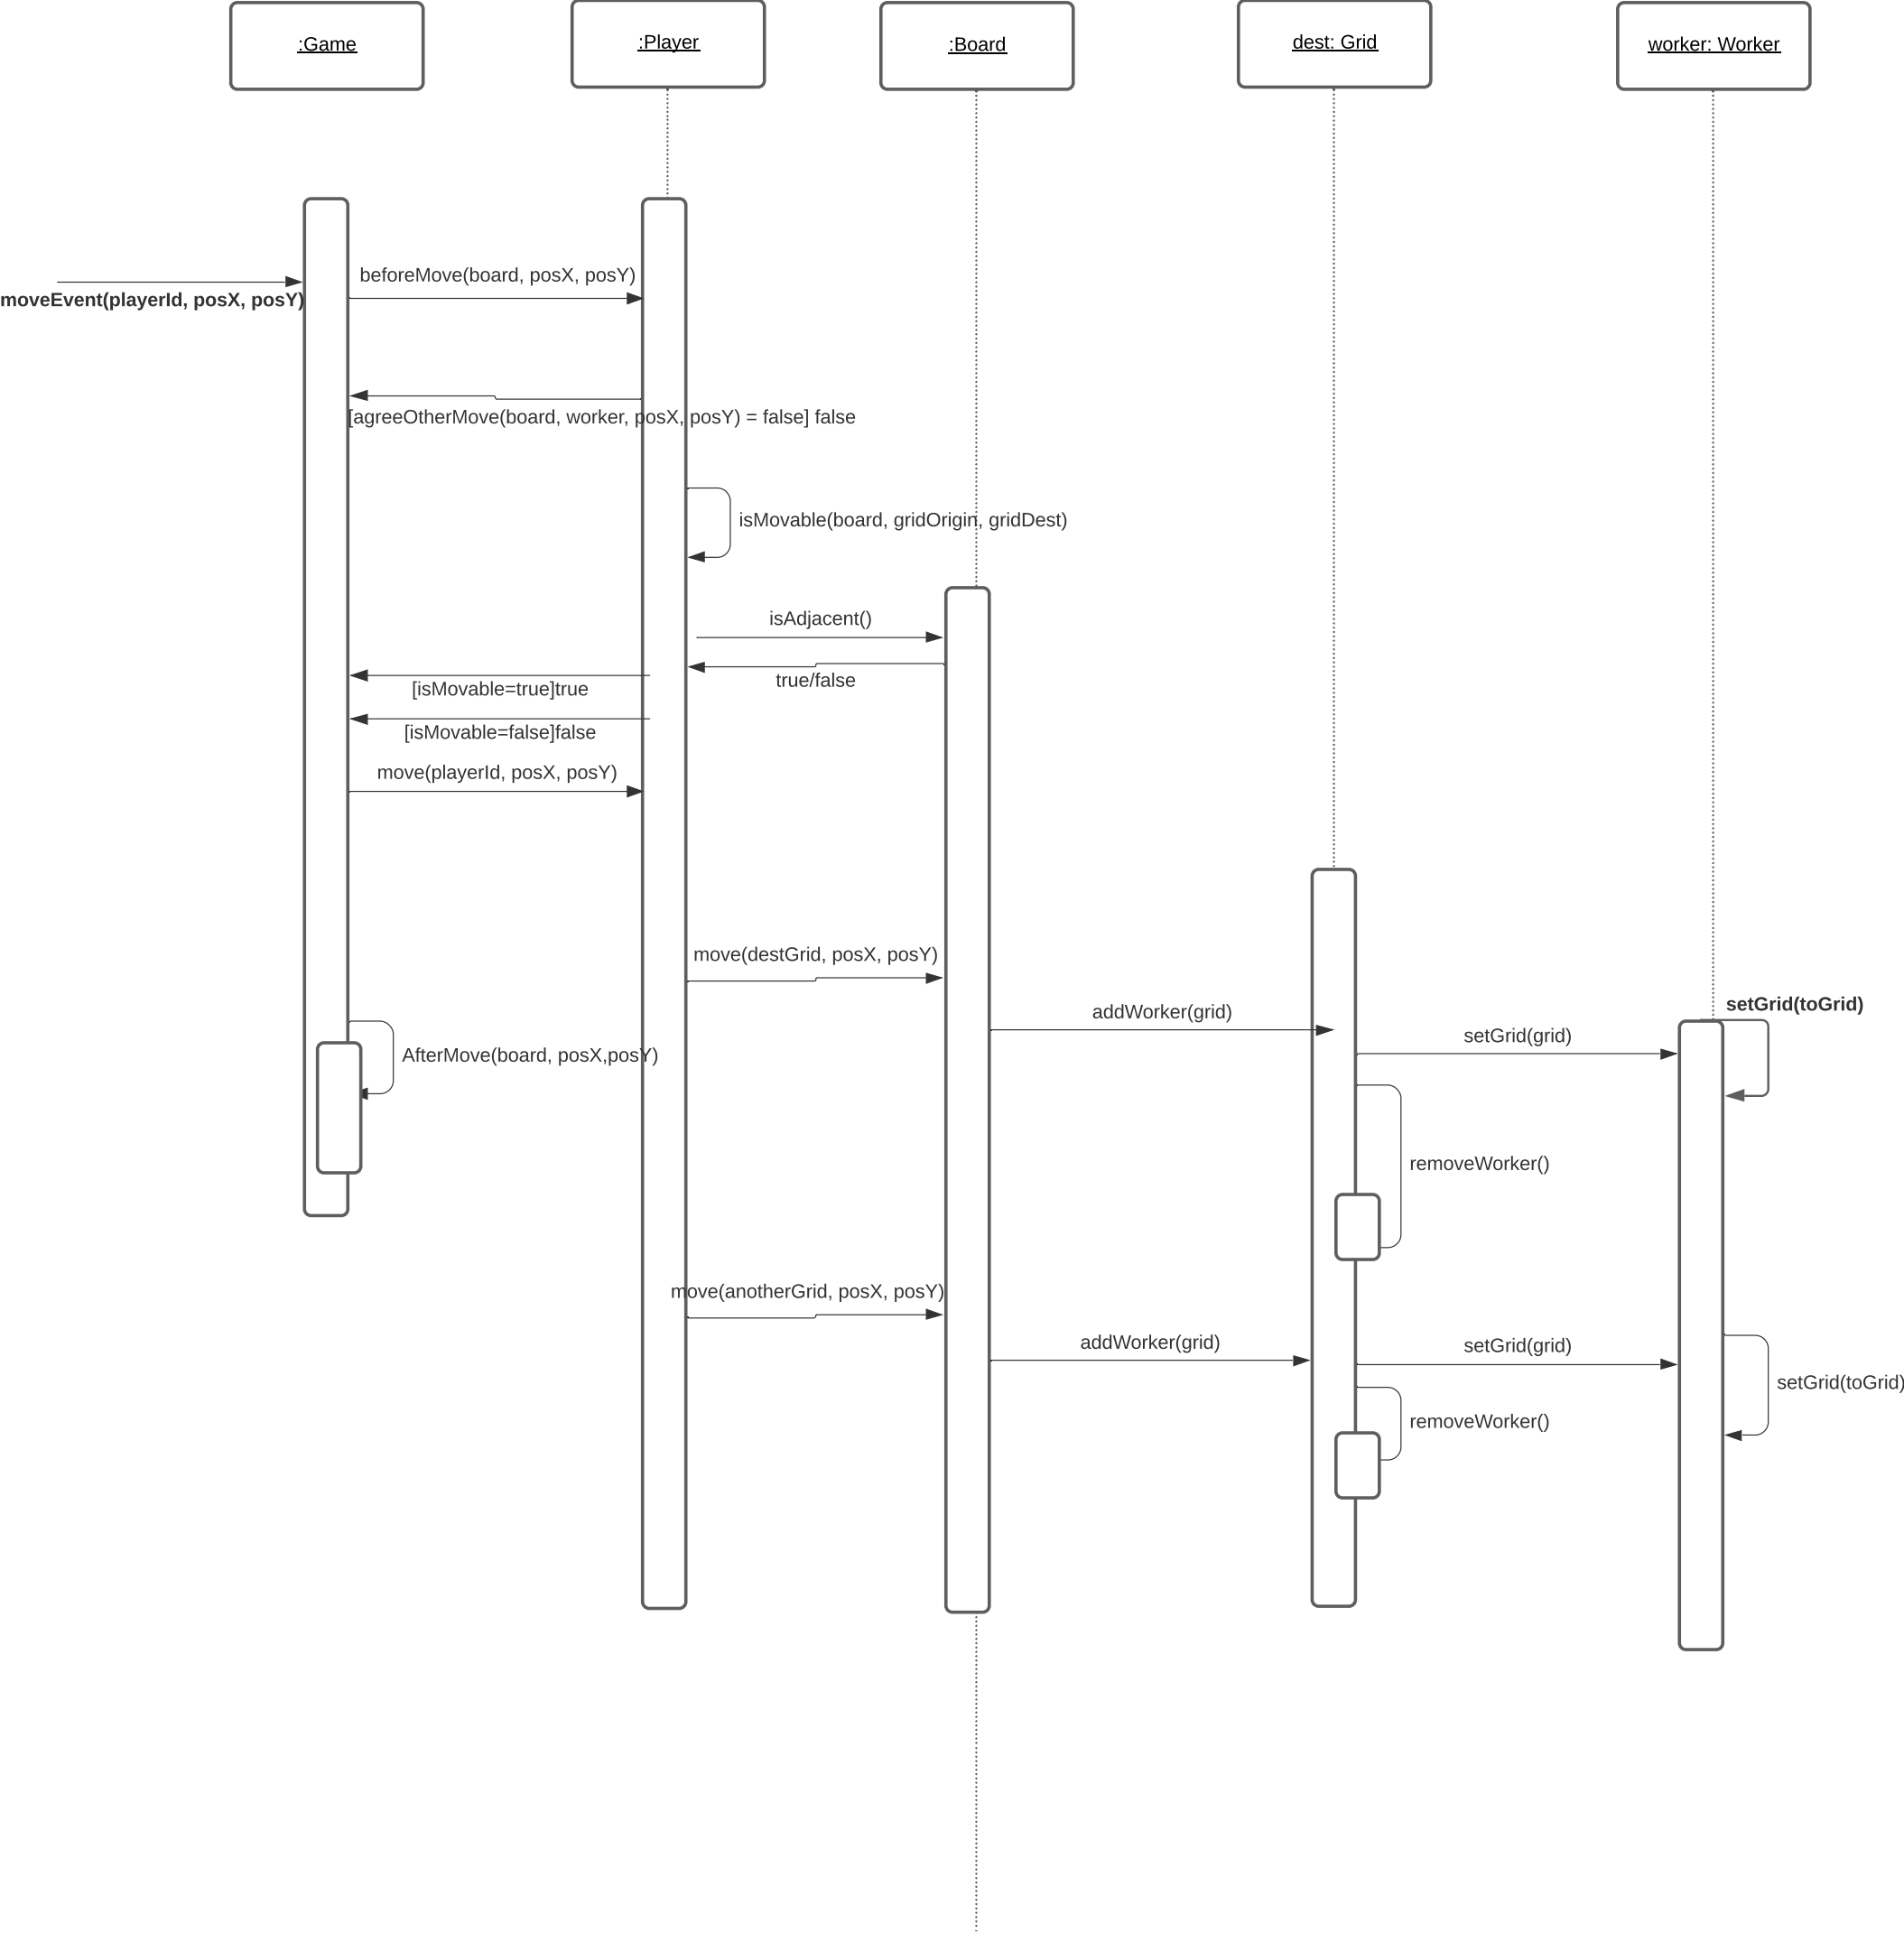 :Game
:Player
:Board
dest: Grid
worker: Worker
beforeMove(board, posX, posY)
moveEvent(playerId, posX, posY)
[agreeOtherMove(board, worker, posX, posY) = false] false
isMovable(board, gridOrigin, gridDest)
isAdjacent()
true/false
[isMovable=true]true
[isMovable=false]false
move(playerId, posX, posY)
move(destGrid, posX, posY)
setGrid(toGrid)
addWorker(grid)
setGrid(grid)
AfterMove(board, posX,posY)
removeWorker()
move(anotherGrid, posX, posY)
addWorker(grid)
setGrid(grid)
setGrid(toGrid)
removeWorker()